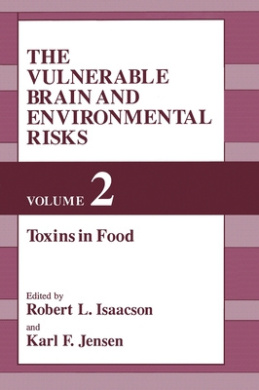 THE
VULNERABLE
BRAIN AND
ENVIRONMENTAL
RISKS
VOLUME 2
Toxins in Food
Edited by
Robert L. Isaacson
and
Karl F. Jensen